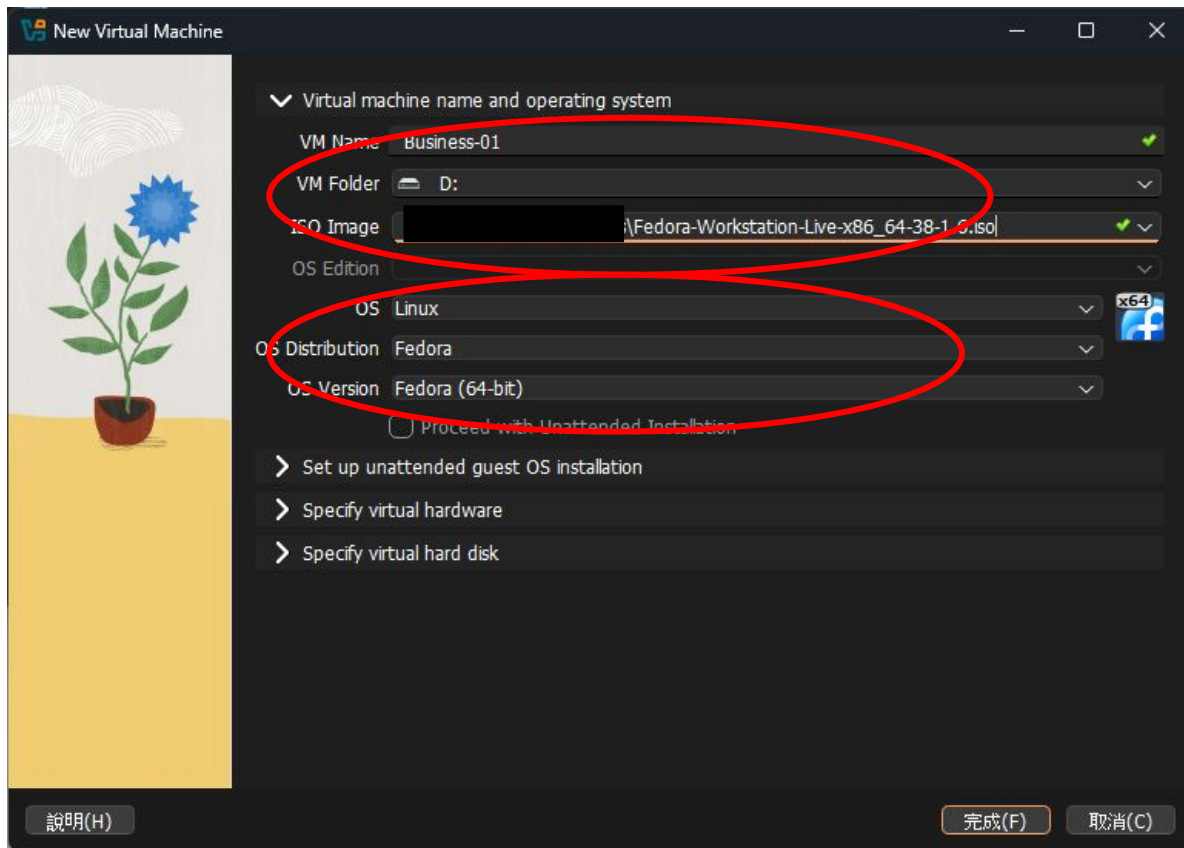 New Virtual Machine
Virtual machine name and operating system
VM Name Business-01
VM Folder D:
ISO Image \Fedora-Workstation-Live-x86_64-38-1.6.iso
OS Edition
OS Linux
x64
OS Distribution Fedora
OS Version Fedora (64-bit)
Proceed with Unattended Installation
Set up unattended guest OS installation
Specify virtual hardware
Specify virtual hard disk
說明(H)
完成(F) 取消(C)